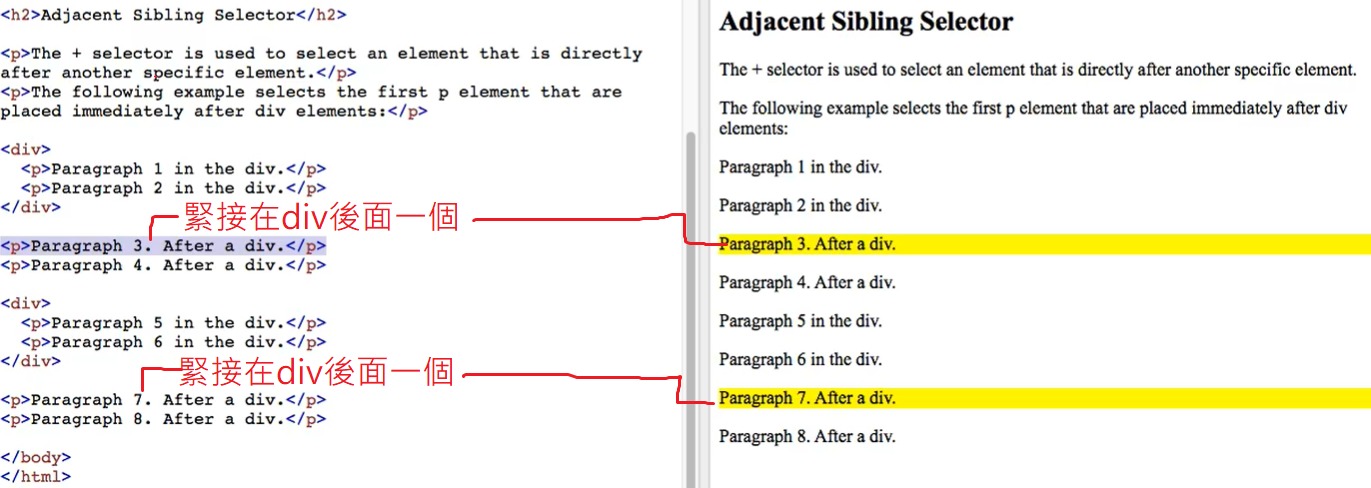 <h2>Adjacent Sibling Selector</h2>
<p>The + selector is used to select an element that is directly
after another specific element.</p>
<p>The following example selects the first p element that are
placed immediately after div elements:</p>
<div>
<p>Paragraph 1 in the div.</p>
<p>Paragraph 2 in the div.</p>
</div>
緊接在div後面一個
<p>Paragraph 3. After a div.</p>
<p>Paragraph 4. After a div.</p>
<div>
<p>Paragraph 5 in the div.</p>
<p>Paragraph 6 in the div.</p>
</div>
緊接在div後面一個
<p>Paragraph 7. After a div.</p>
<p>Paragraph 8. After a div.</p>
</body>
</html>
Adjacent Sibling Selector
The + selector is used to select an element that is directly after another specific element.
The following example selects the first p element that are placed immediately after div
elements:
Paragraph 1 in the div.
Paragraph 2 in the div.
Paragraph 3. After a div.
Paragraph 4. After a div.
Paragraph 5 in the div.
Paragraph 6 in the div.
Paragraph 7. After a div.
Paragraph 8. After a div.